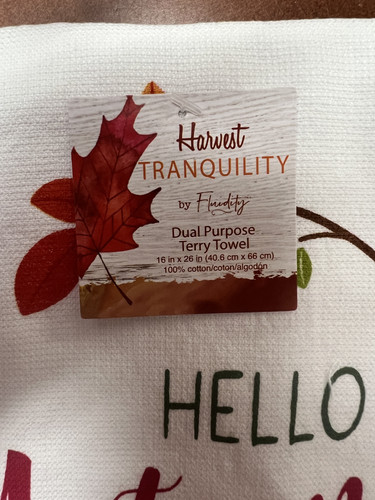 Harvest
TRANQUILITY
by Fluidity
Dual Purpose
Terry Towel
16 in x 26 in (40.6 cm x 66 cm)
100% cotton/coton/algodón
HELLO